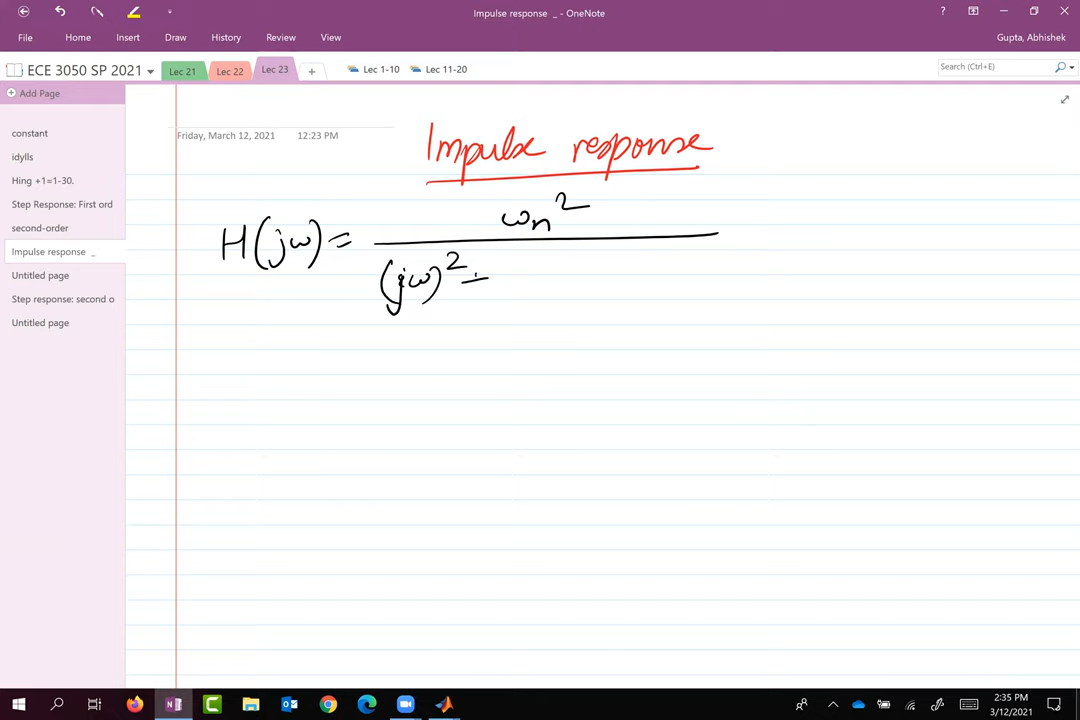 Impulse response _ - OneNote
?
File Home Insert Draw History Review View
Gupta, Abhishek
ECE 3050 SP 2021
Lec 21
Lec 22
Lec 23
+
Lec 1-10
Lec 11-20
Search (Ctrl+E)
Add Page
constant
idylls
Hing +1=1-30.
Step Response: First ord
second-order
Impulse response _
Untitled page
Step response: second o
Untitled page
Friday, March 12, 2021 12:23 PM
Impulse response
H(jω) =
ωn²
(jω)² +
2:35 PM
3/12/2021